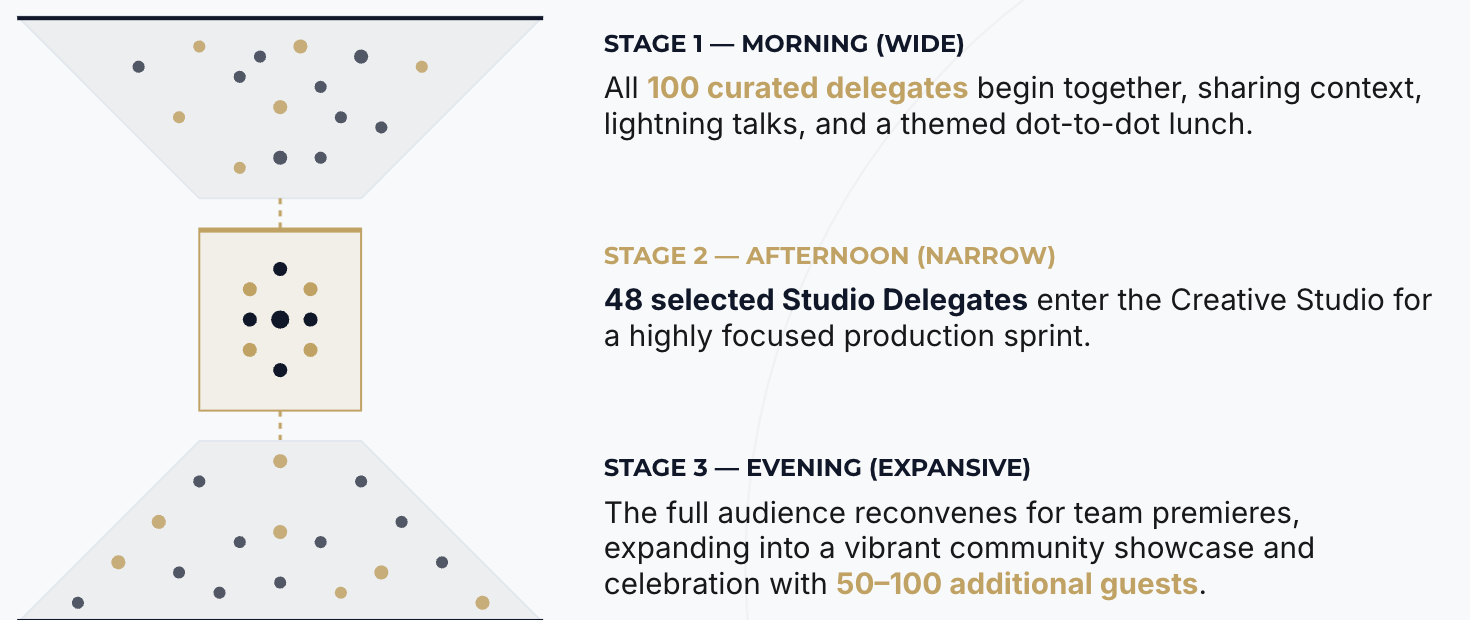 STAGE 1 — MORNING (WIDE)
All 100 curated delegates begin together, sharing context,
lightning talks, and a themed dot-to-dot lunch.
STAGE 2 — AFTERNOON (NARROW)
48 selected Studio Delegates enter the Creative Studio for
a highly focused production sprint.
STAGE 3 — EVENING (EXPANSIVE)
The full audience reconvenes for team premieres,
expanding into a vibrant community showcase and
celebration with 50–100 additional guests.